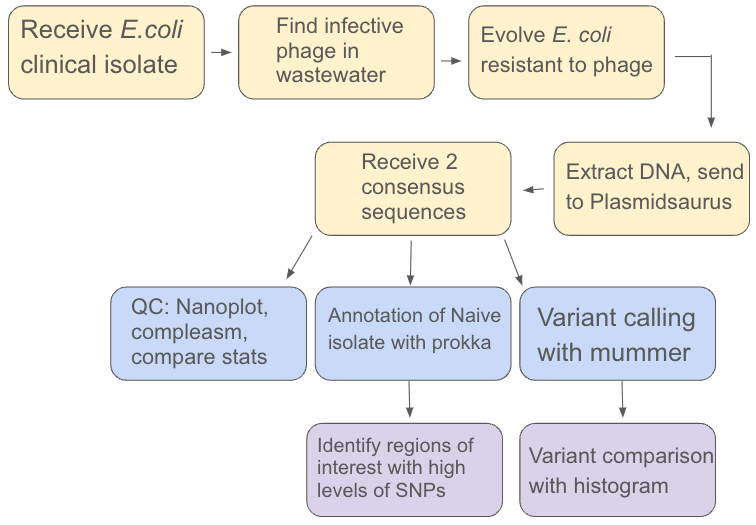 Receive E.coli
clinical isolate
Find infective
phage in
wastewater
Evolve E. coli
resistant to phage
Extract DNA, send
to Plasmidsaurus
Receive 2
consensus
sequences
QC: Nanoplot,
compleasm,
compare stats
Annotation of Naive
isolate with prokka
Variant calling
with mummer
Identify regions of
interest with high
levels of SNPs
Variant comparison
with histogram